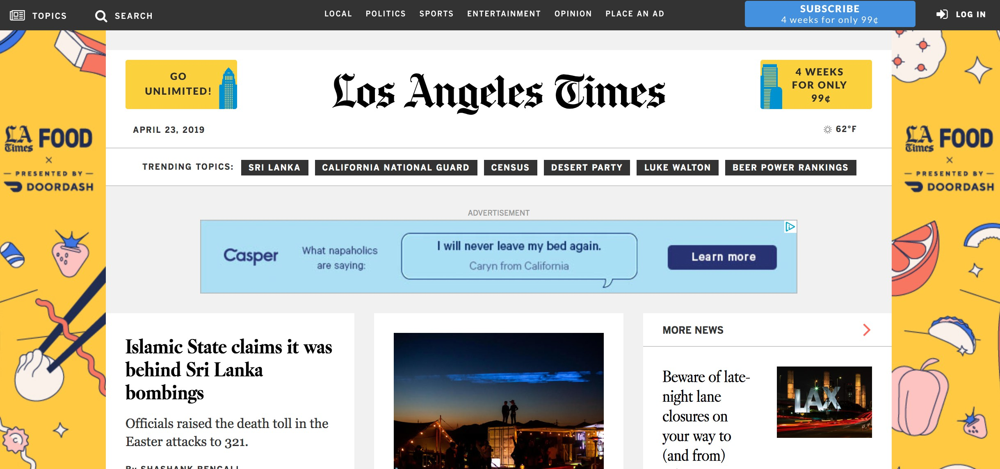 TOPICS
SEARCH
LOCAL POLITICS SPORTS ENTERTAINMENT OPINION PLACE AN AD
SUBSCRIBE
4 weeks for only 99¢
LOG IN
GO
UNLIMITED!
Los Angeles Times
4 WEEKS
FOR ONLY
99¢
APRIL 23, 2019
62°F
LA Times FOOD
×
— PRESENTED BY —
DOORDASH
LA Times FOOD
×
— PRESENTED BY —
DOORDASH
TRENDING TOPICS: SRI LANKA CALIFORNIA NATIONAL GUARD CENSUS DESERT PARTY LUKE WALTON BEER POWER RANKINGS
ADVERTISEMENT
Casper
What napaholics
are saying:
I will never leave my bed again.
Caryn from California
Learn more
Islamic State claims it was
behind Sri Lanka
bombings
Officials raised the death toll in the
Easter attacks to 321.
By SHASHANK BENGALI
MORE NEWS
Beware of late-
night lane
closures on
your way to
(and from)
LAX